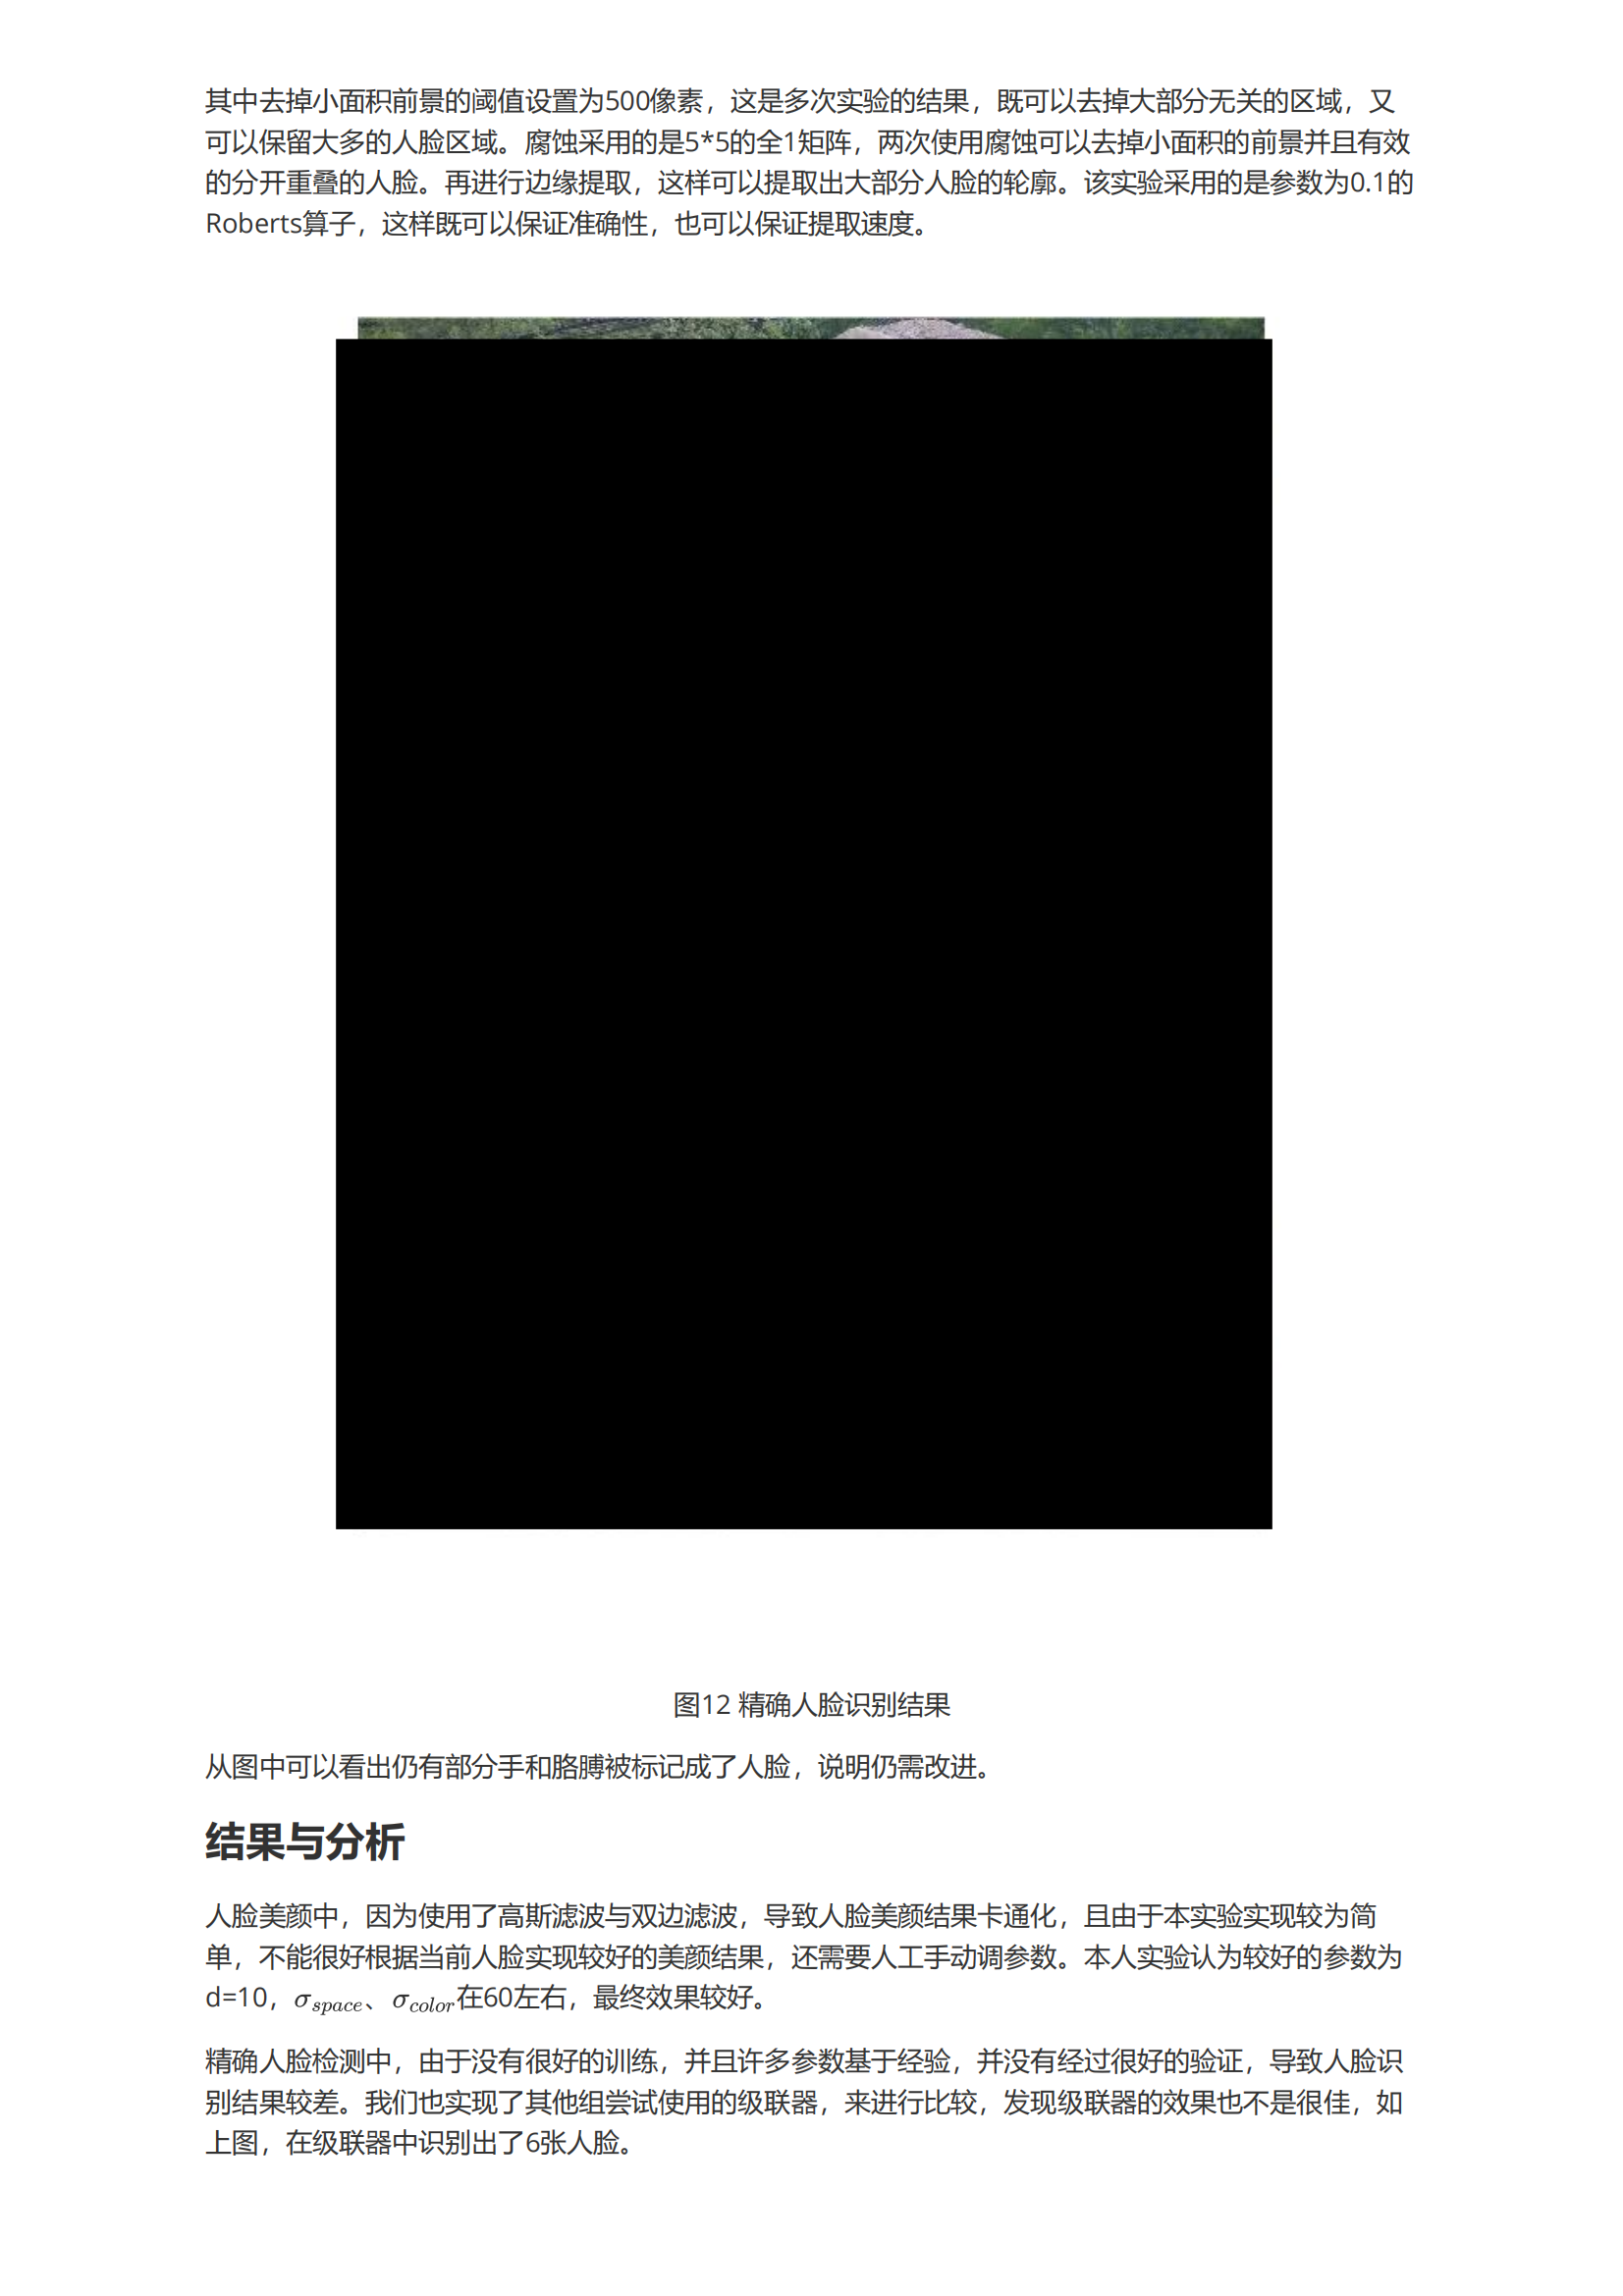 其中去掉小面积前景的阈值设置为500像素，这是多次实验的结果，既可以去掉大部分无关的区域，又
可以保留大多的人脸区域。腐蚀采用的是5*5的全1矩阵，两次使用腐蚀可以去掉小面积的前景并且有效
的分开重叠的人脸。再进行边缘提取，这样可以提取出大部分人脸的轮廓。该实验采用的是参数为0.1的
Roberts算子，这样既可以保证准确性，也可以保证提取速度。
图12 精确人脸识别结果
从图中可以看出仍有部分手和胳膊被标记成了人脸，说明仍需改进。
结果与分析
人脸美颜中，因为使用了高斯滤波与双边滤波，导致人脸美颜结果卡通化，且由于本实验实现较为简
单，不能很好根据当前人脸实现较好的美颜结果，还需要人工手动调参数。本人实验认为较好的参数为
d=10，σspace、σcolor在60左右，最终效果较好。
精确人脸检测中，由于没有很好的训练，并且许多参数基于经验，并没有经过很好的验证，导致人脸识
别结果较差。我们也实现了其他组尝试使用的级联器，来进行比较，发现级联器的效果也不是很佳，如
上图，在级联器中识别出了6张人脸。